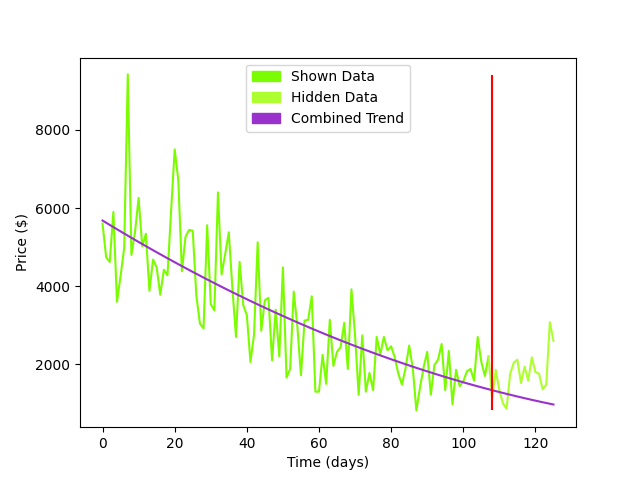 Shown Data
Hidden Data
Combined Trend
8000
6000
4000
2000
Price ($)
0 20 40 60 80 100 120
Time (days)